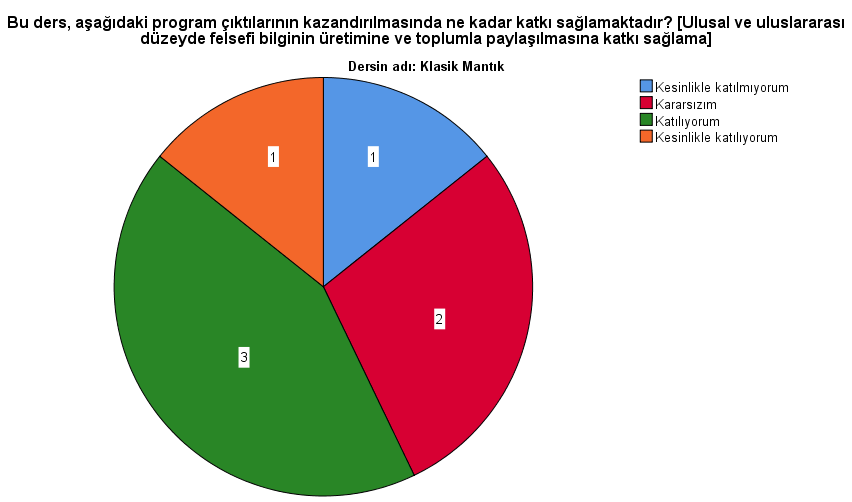 Bu ders, aşağıdaki program çıktılarının kazandırılmasında ne kadar katkı sağlamaktadır? [Ulusal ve uluslararası
düzeyde felsefi bilginin üretimine ve toplumla paylaşılmasına katkı sağlama]
Dersin adı: Klasik Mantık
Kesinlikle katılmıyorum
Kararsızım
Katılıyorum
Kesinlikle katılıyorum
1
1
2
3